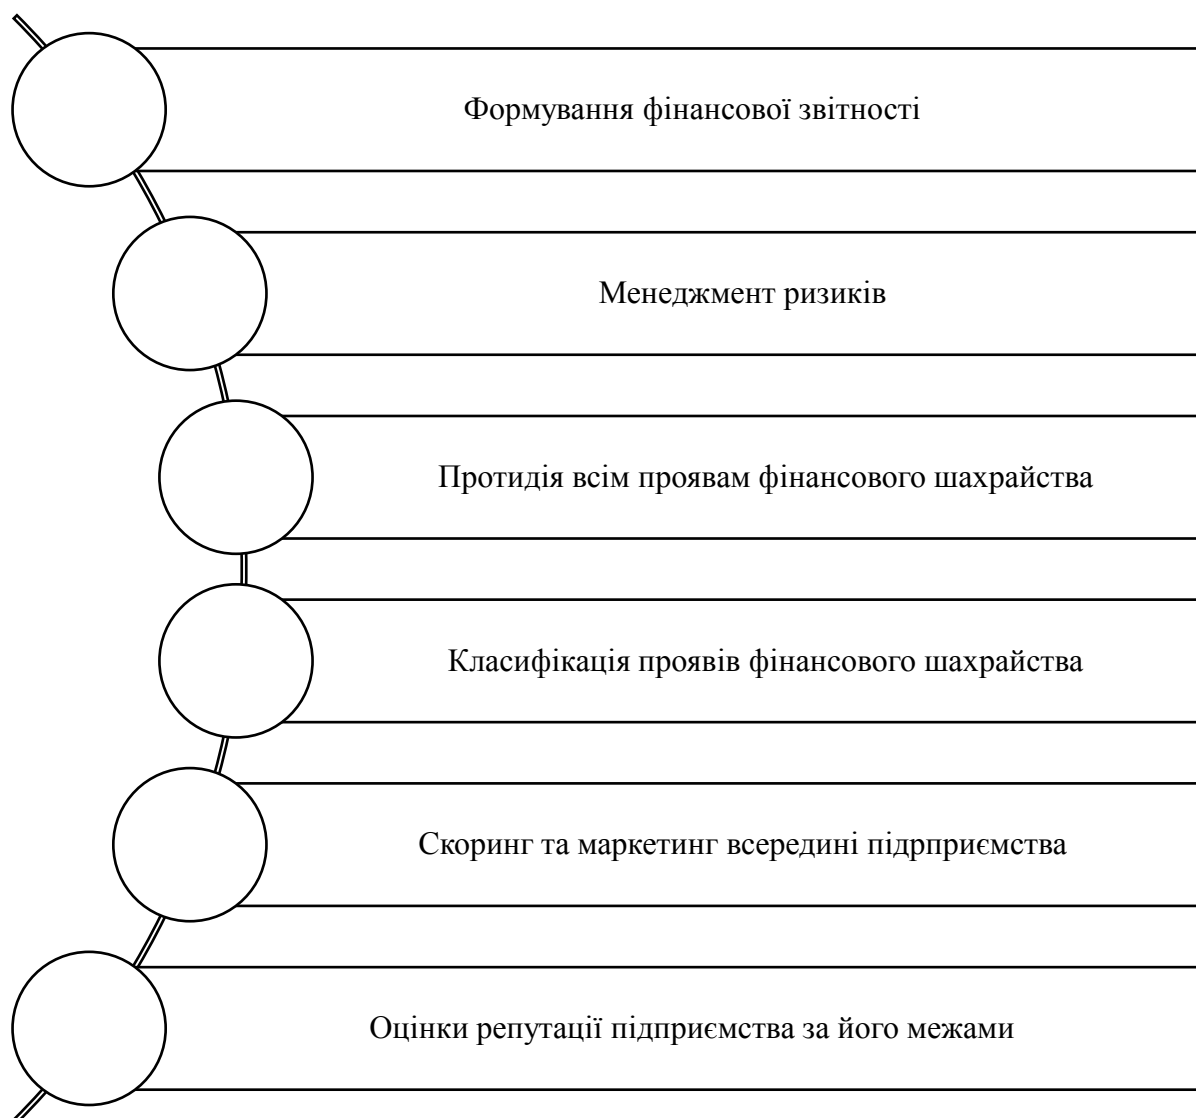 Формування фінансової звітності
Менеджмент ризиків
Протидія всім проявам фінансового шахрайства
Класифікація проявів фінансового шахрайства
Скоринг та маркетинг всередині підрприємства
Оцінки репутації підприємства за його межами